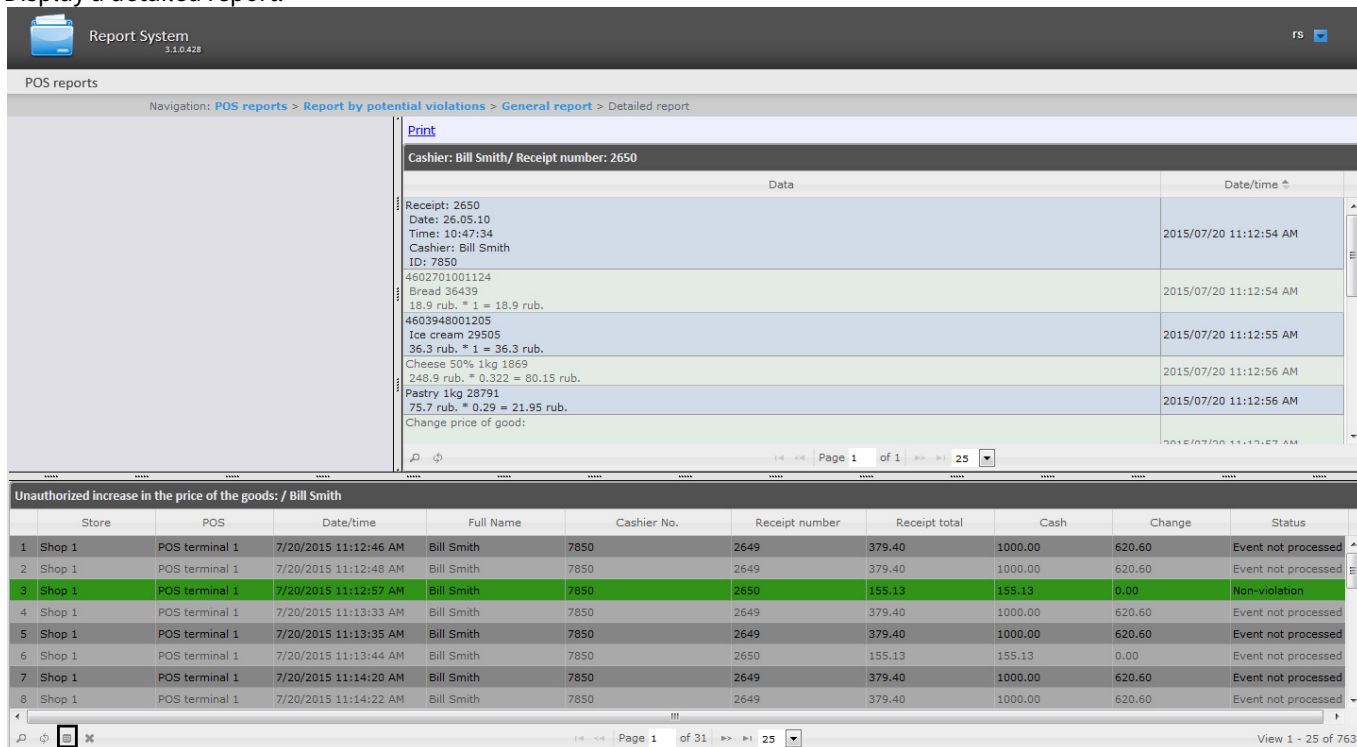 Display a detailed report.
Report System
3.1.0.428
rs
POS reports
Navigation: POS reports > Report by potential violations > General report > Detailed report
Print
Cashier: Bill Smith/ Receipt number: 2650
Data Date/time
Receipt: 2650
Date: 26.05.10
Time: 10:47:34
Cashier: Bill Smith
ID: 7850
2015/07/20 11:12:54 AM
4602701001124
Bread 36439
18.9 rub. * 1 = 18.9 rub.
2015/07/20 11:12:54 AM
4603948001205
Ice cream 29505
36.3 rub. * 1 = 36.3 rub.
2015/07/20 11:12:55 AM
Cheese 50% 1kg 1869
248.9 rub. * 0.322 = 80.15 rub.
2015/07/20 11:12:56 AM
Pastry 1kg 28791
75.7 rub. * 0.29 = 21.95 rub.
2015/07/20 11:12:56 AM
Change price of good:
2015/07/20 11:12:57 AM
Page 1 of 1 25
Unauthorized increase in the price of the goods: / Bill Smith
Store POS Date/time Full Name Cashier No. Receipt number Receipt total Cash Change Status
1 Shop 1 POS terminal 1 7/20/2015 11:12:46 AM Bill Smith 7850 2649 379.40 1000.00 620.60 Event not processed
2 Shop 1 POS terminal 1 7/20/2015 11:12:48 AM Bill Smith 7850 2649 379.40 1000.00 620.60 Event not processed
3 Shop 1 POS terminal 1 7/20/2015 11:12:57 AM Bill Smith 7850 2650 155.13 155.13 0.00 Non-violation
4 Shop 1 POS terminal 1 7/20/2015 11:13:33 AM Bill Smith 7850 2649 379.40 1000.00 620.60 Event not processed
5 Shop 1 POS terminal 1 7/20/2015 11:13:35 AM Bill Smith 7850 2649 379.40 1000.00 620.60 Event not processed
6 Shop 1 POS terminal 1 7/20/2015 11:13:44 AM Bill Smith 7850 2650 155.13 155.13 0.00 Event not processed
7 Shop 1 POS terminal 1 7/20/2015 11:14:20 AM Bill Smith 7850 2649 379.40 1000.00 620.60 Event not processed
8 Shop 1 POS terminal 1 7/20/2015 11:14:22 AM Bill Smith 7850 2649 379.40 1000.00 620.60 Event not processed
Page 1 of 31 25 View 1 - 25 of 763